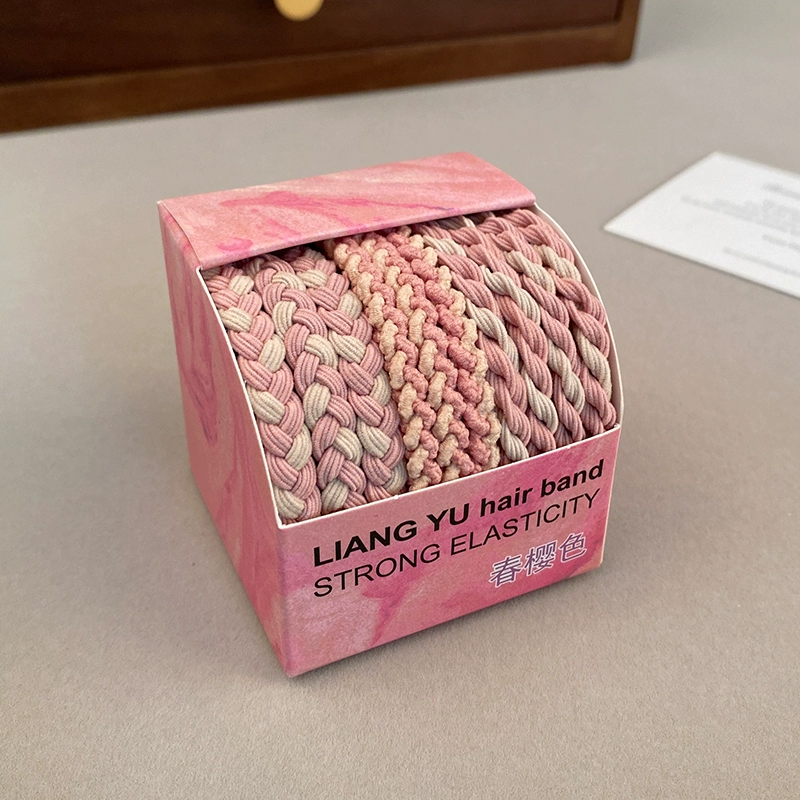 LIANG YU hair band
STRONG ELASTICITY
春樱色